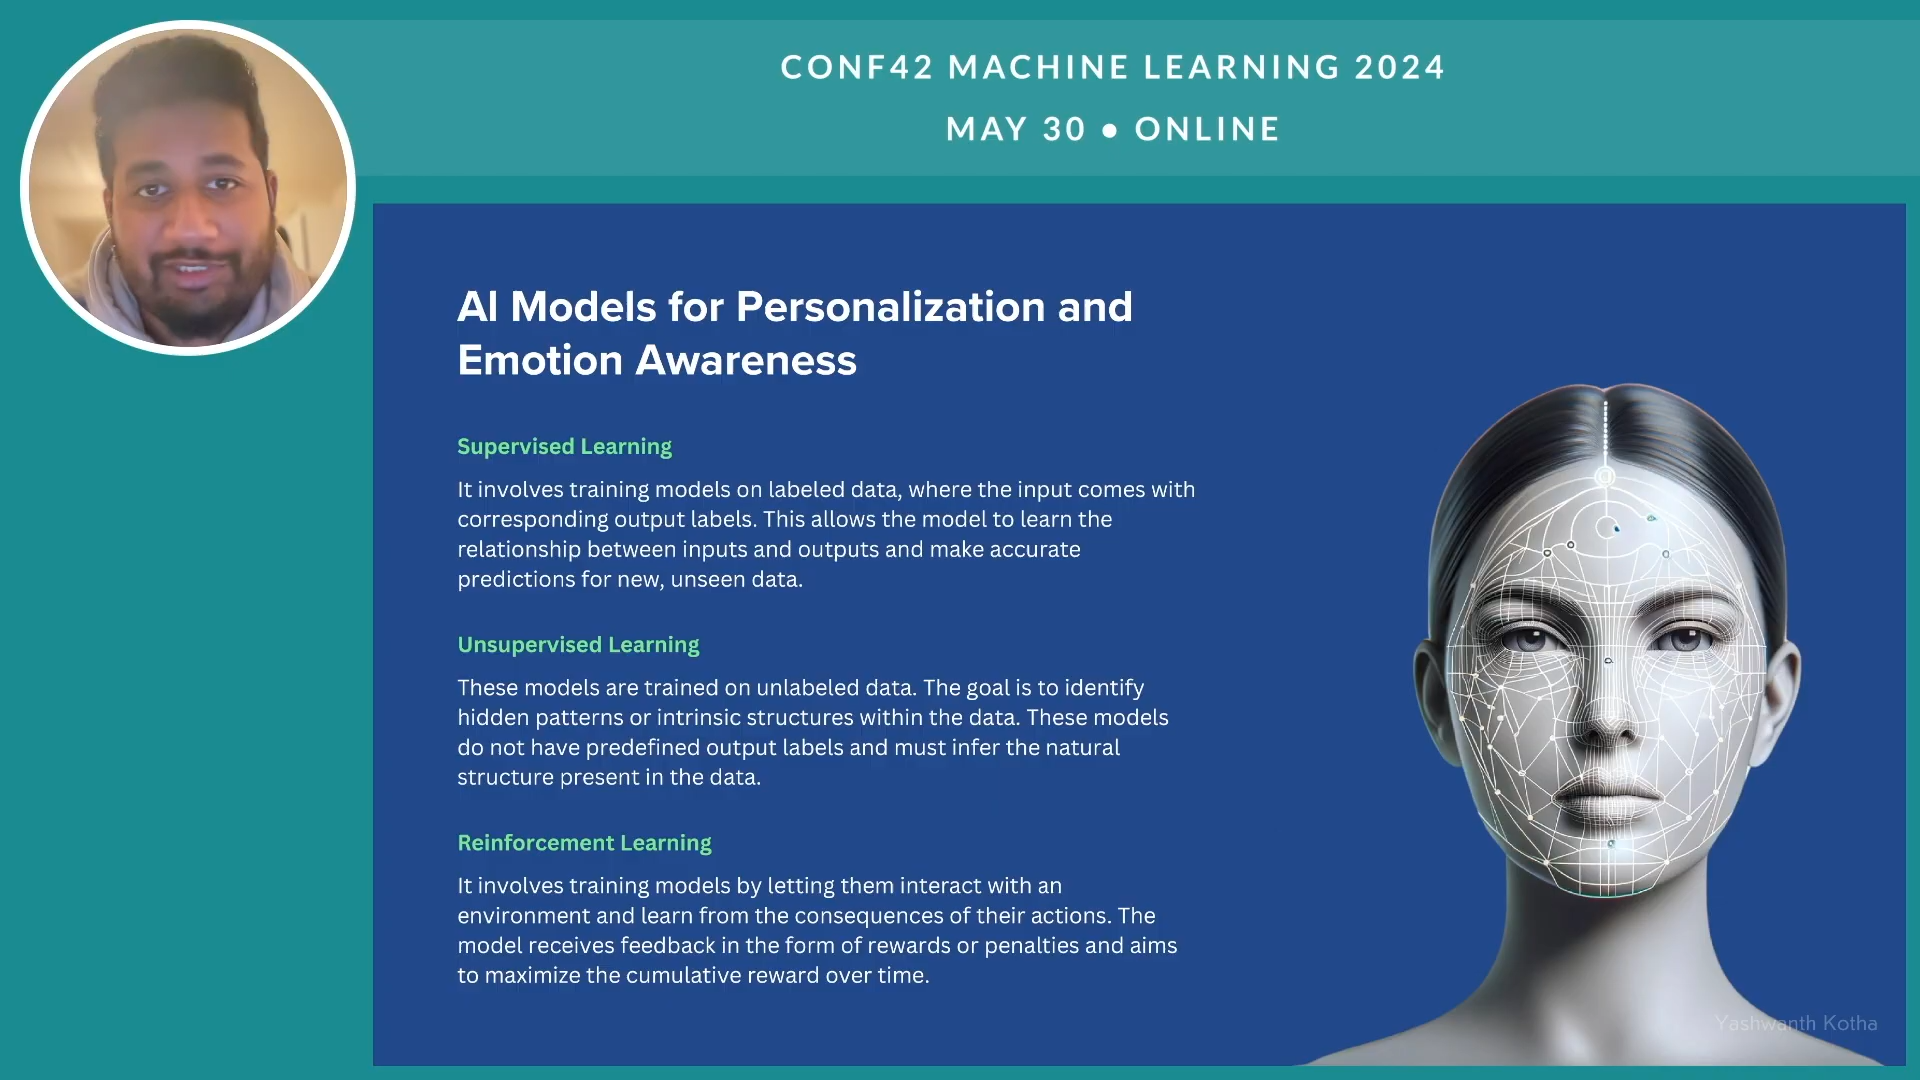 CONF42 MACHINE LEARNING 2024
MAY 30 ● ONLINE
AI Models for Personalization and
Emotion Awareness
Supervised Learning
It involves training models on labeled data, where the input comes with
corresponding output labels. This allows the model to learn the
relationship between inputs and outputs and make accurate
predictions for new, unseen data.
Unsupervised Learning
These models are trained on unlabeled data. The goal is to identify
hidden patterns or intrinsic structures within the data. These models
do not have predefined output labels and must infer the natural
structure present in the data.
Reinforcement Learning
It involves training models by letting them interact with an
environment and learn from the consequences of their actions. The
model receives feedback in the form of rewards or penalties and aims
to maximize the cumulative reward over time.
Yashwanth Kotha